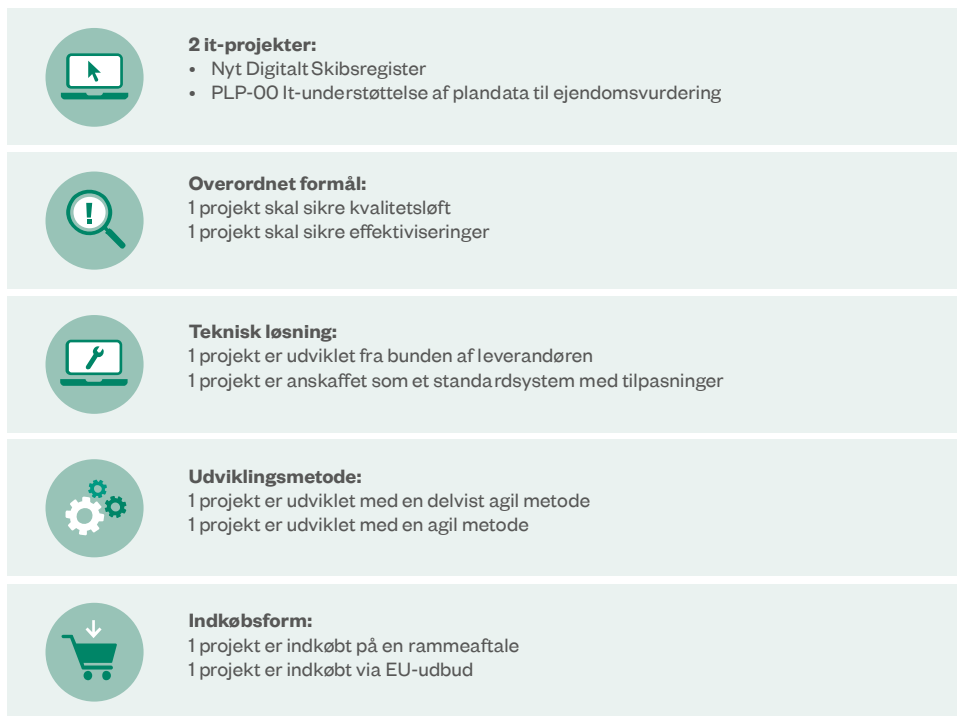 2 it-projekter:
• Nyt Digitalt Skibsregister
• PLP-00 It-understøttelse af plandata til ejendomsvurdering
Overordnet formål:
1 projekt skal sikre kvalitetsløft
1 projekt skal sikre effektiviseringer
Teknisk løsning:
1 projekt er udviklet fra bunden af leverandøren
1 projekt er anskaffet som et standardsystem med tilpasninger
Udviklingsmetode:
1 projekt er udviklet med en delvist agil metode
1 projekt er udviklet med en agil metode
Indkøbsform:
1 projekt er indkøbt på en rammeaftale
1 projekt er indkøbt via EU-udbud